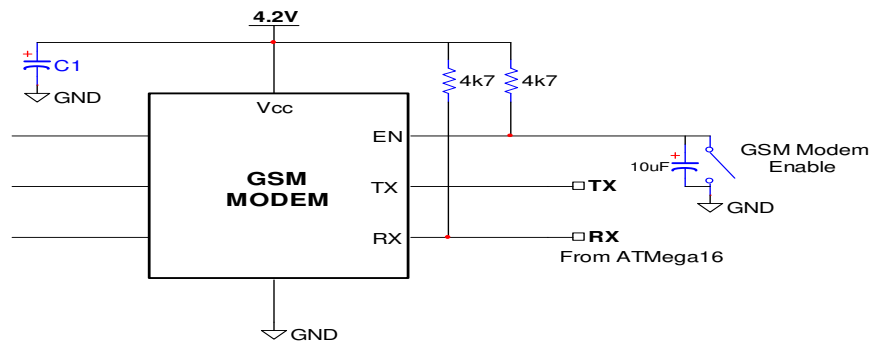 4.2V
C1
GND
4k7
4k7
Vcc
EN
GSM
MODEM
TX
RX
10uF
GSM Modem
Enable
GND
TX
RX
From ATMega16
GND